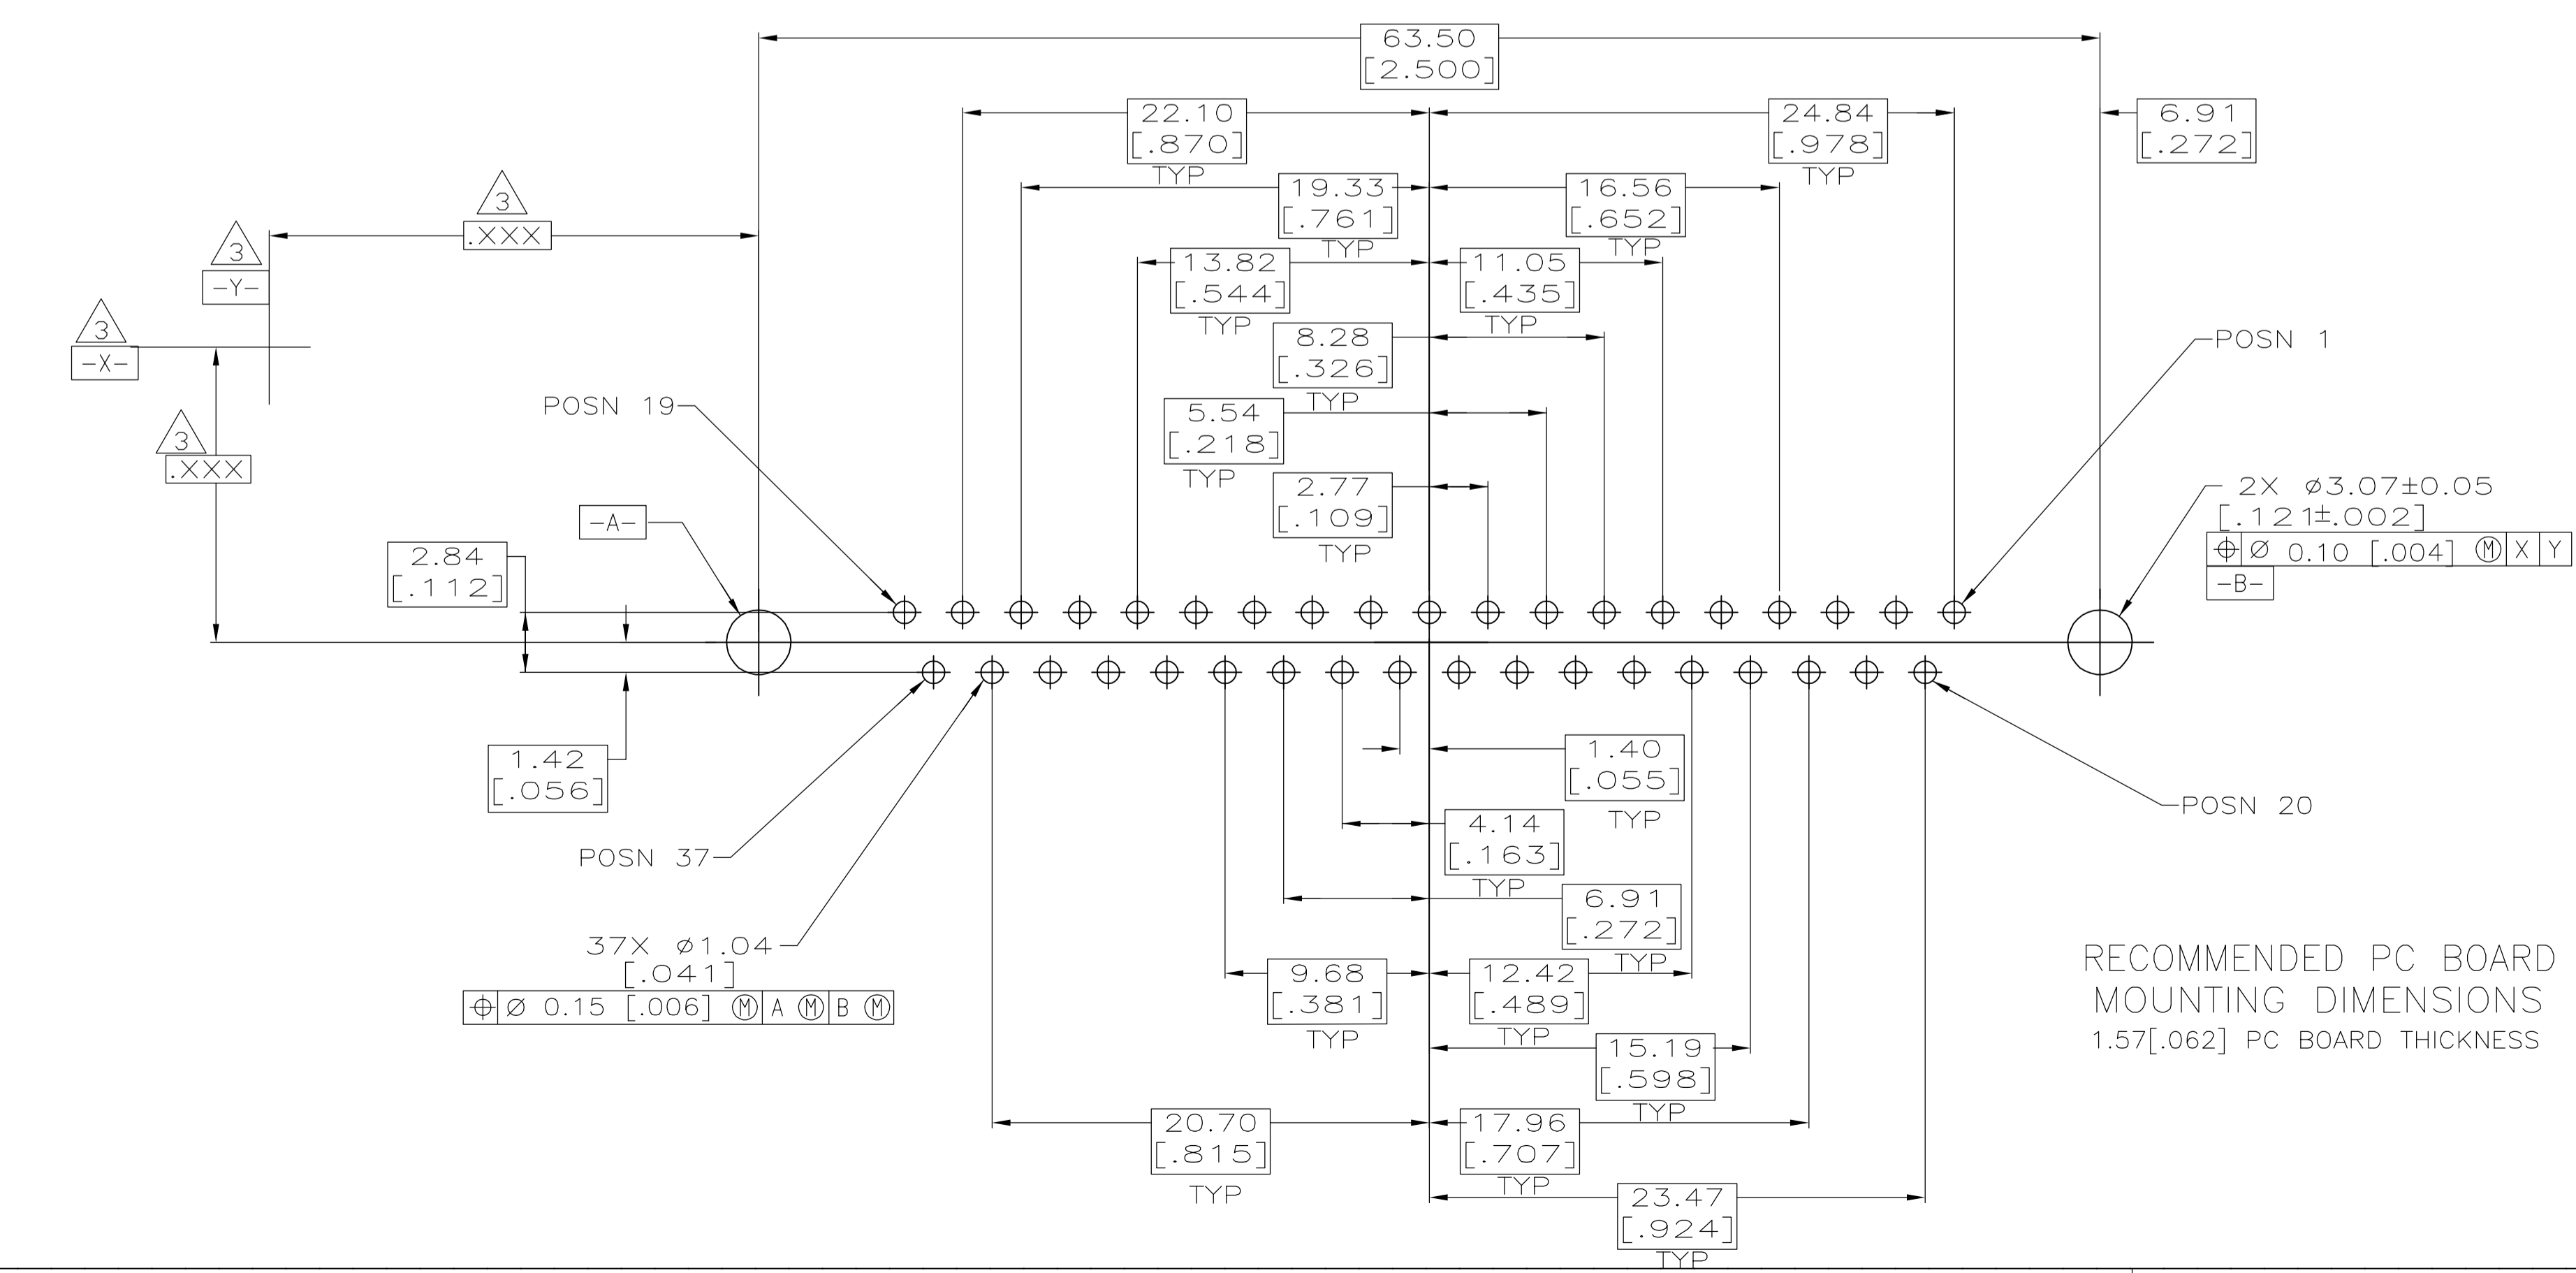 63.50
[2.500]
22.10
[.870]
TYP
24.84
[.978]
TYP
6.91
[.272]
19.33
[.761]
TYP
16.56
[.652]
TYP
3
.XXX
3
-Y-
13.82
[.544]
TYP
11.05
[.435]
TYP
3
-X-
8.28
[.326]
TYP
POSN 1
POSN 19
5.54
[.218]
TYP
3
.XXX
2.77
[.109]
TYP
2X ⌀3.07±0.05
[.121±.002]
⌖ ⌀ 0.10 [.004] Ⓜ X Y
-B-
-A-
2.84
[.112]
1.42
[.056]
1.40
[.055]
TYP
POSN 20
4.14
[.163]
TYP
POSN 37
6.91
[.272]
TYP
37X ⌀1.04
[.041]
⌖ ⌀ 0.15 [.006] Ⓜ A Ⓜ B Ⓜ
9.68
[.381]
TYP
12.42
[.489]
TYP
RECOMMENDED PC BOARD
MOUNTING DIMENSIONS
1.57[.062] PC BOARD THICKNESS
15.19
[.598]
TYP
20.70
[.815]
TYP
17.96
[.707]
TYP
23.47
[.924]
TYP